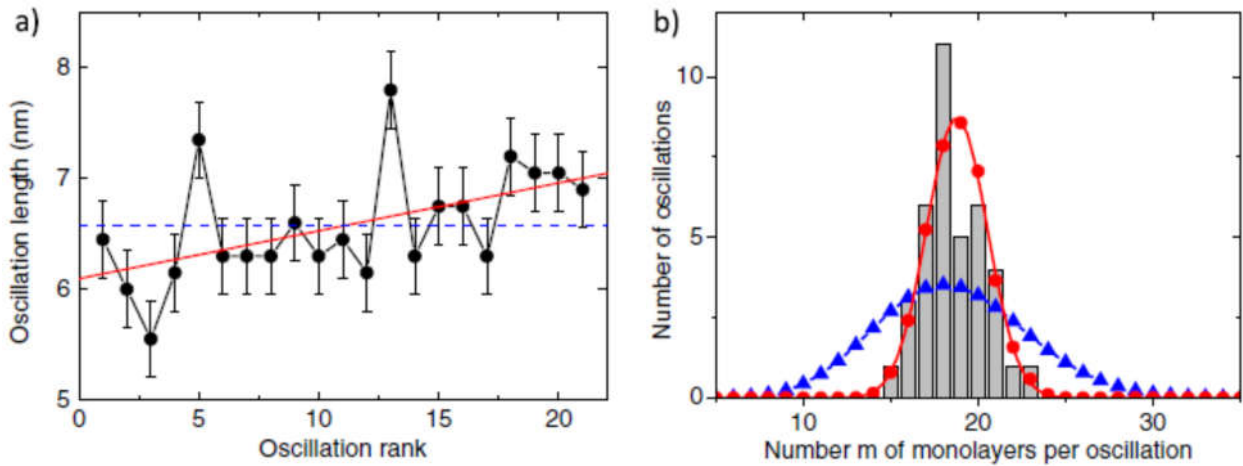 a)
8
7
6
5
Oscillation length (nm)
0 5 10 15 20
Oscillation rank
b)
10
5
0
Number of oscillations
10 20 30
Number m of monolayers per oscillation